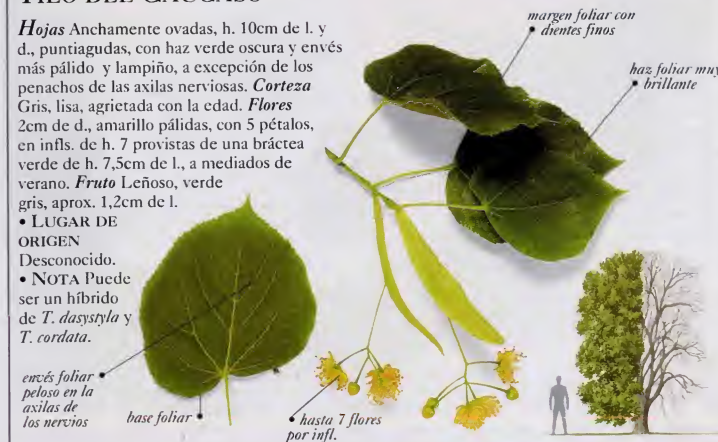 Hojas Anchamente ovadas, h. 10cm de l. y
d., puntiagudas, con haz verde oscura y envés
más pálido y lampiño, a excepción de los
penachos de las axilas nerviosas. Corteza
Gris, lisa, agrietada con la edad. Flores
2cm de d., amarillo pálidas, con 5 pétalos,
en infls. de h. 7 provistas de una bráctea
verde de h. 7,5cm de l., a mediados de
verano. Fruto Leñoso, verde
gris, aprox. 1,2cm de l.
• LUGAR DE
ORIGEN
Desconocido.
• NOTA Puede
ser un híbrido
de T. dasystyla y
T. cordata.
envés foliar
peloso en la
axilas de
los nervios
base foliar
• hasta 7 flores
por infl.
margen foliar con
dientes finos
haz foliar muy
brillante